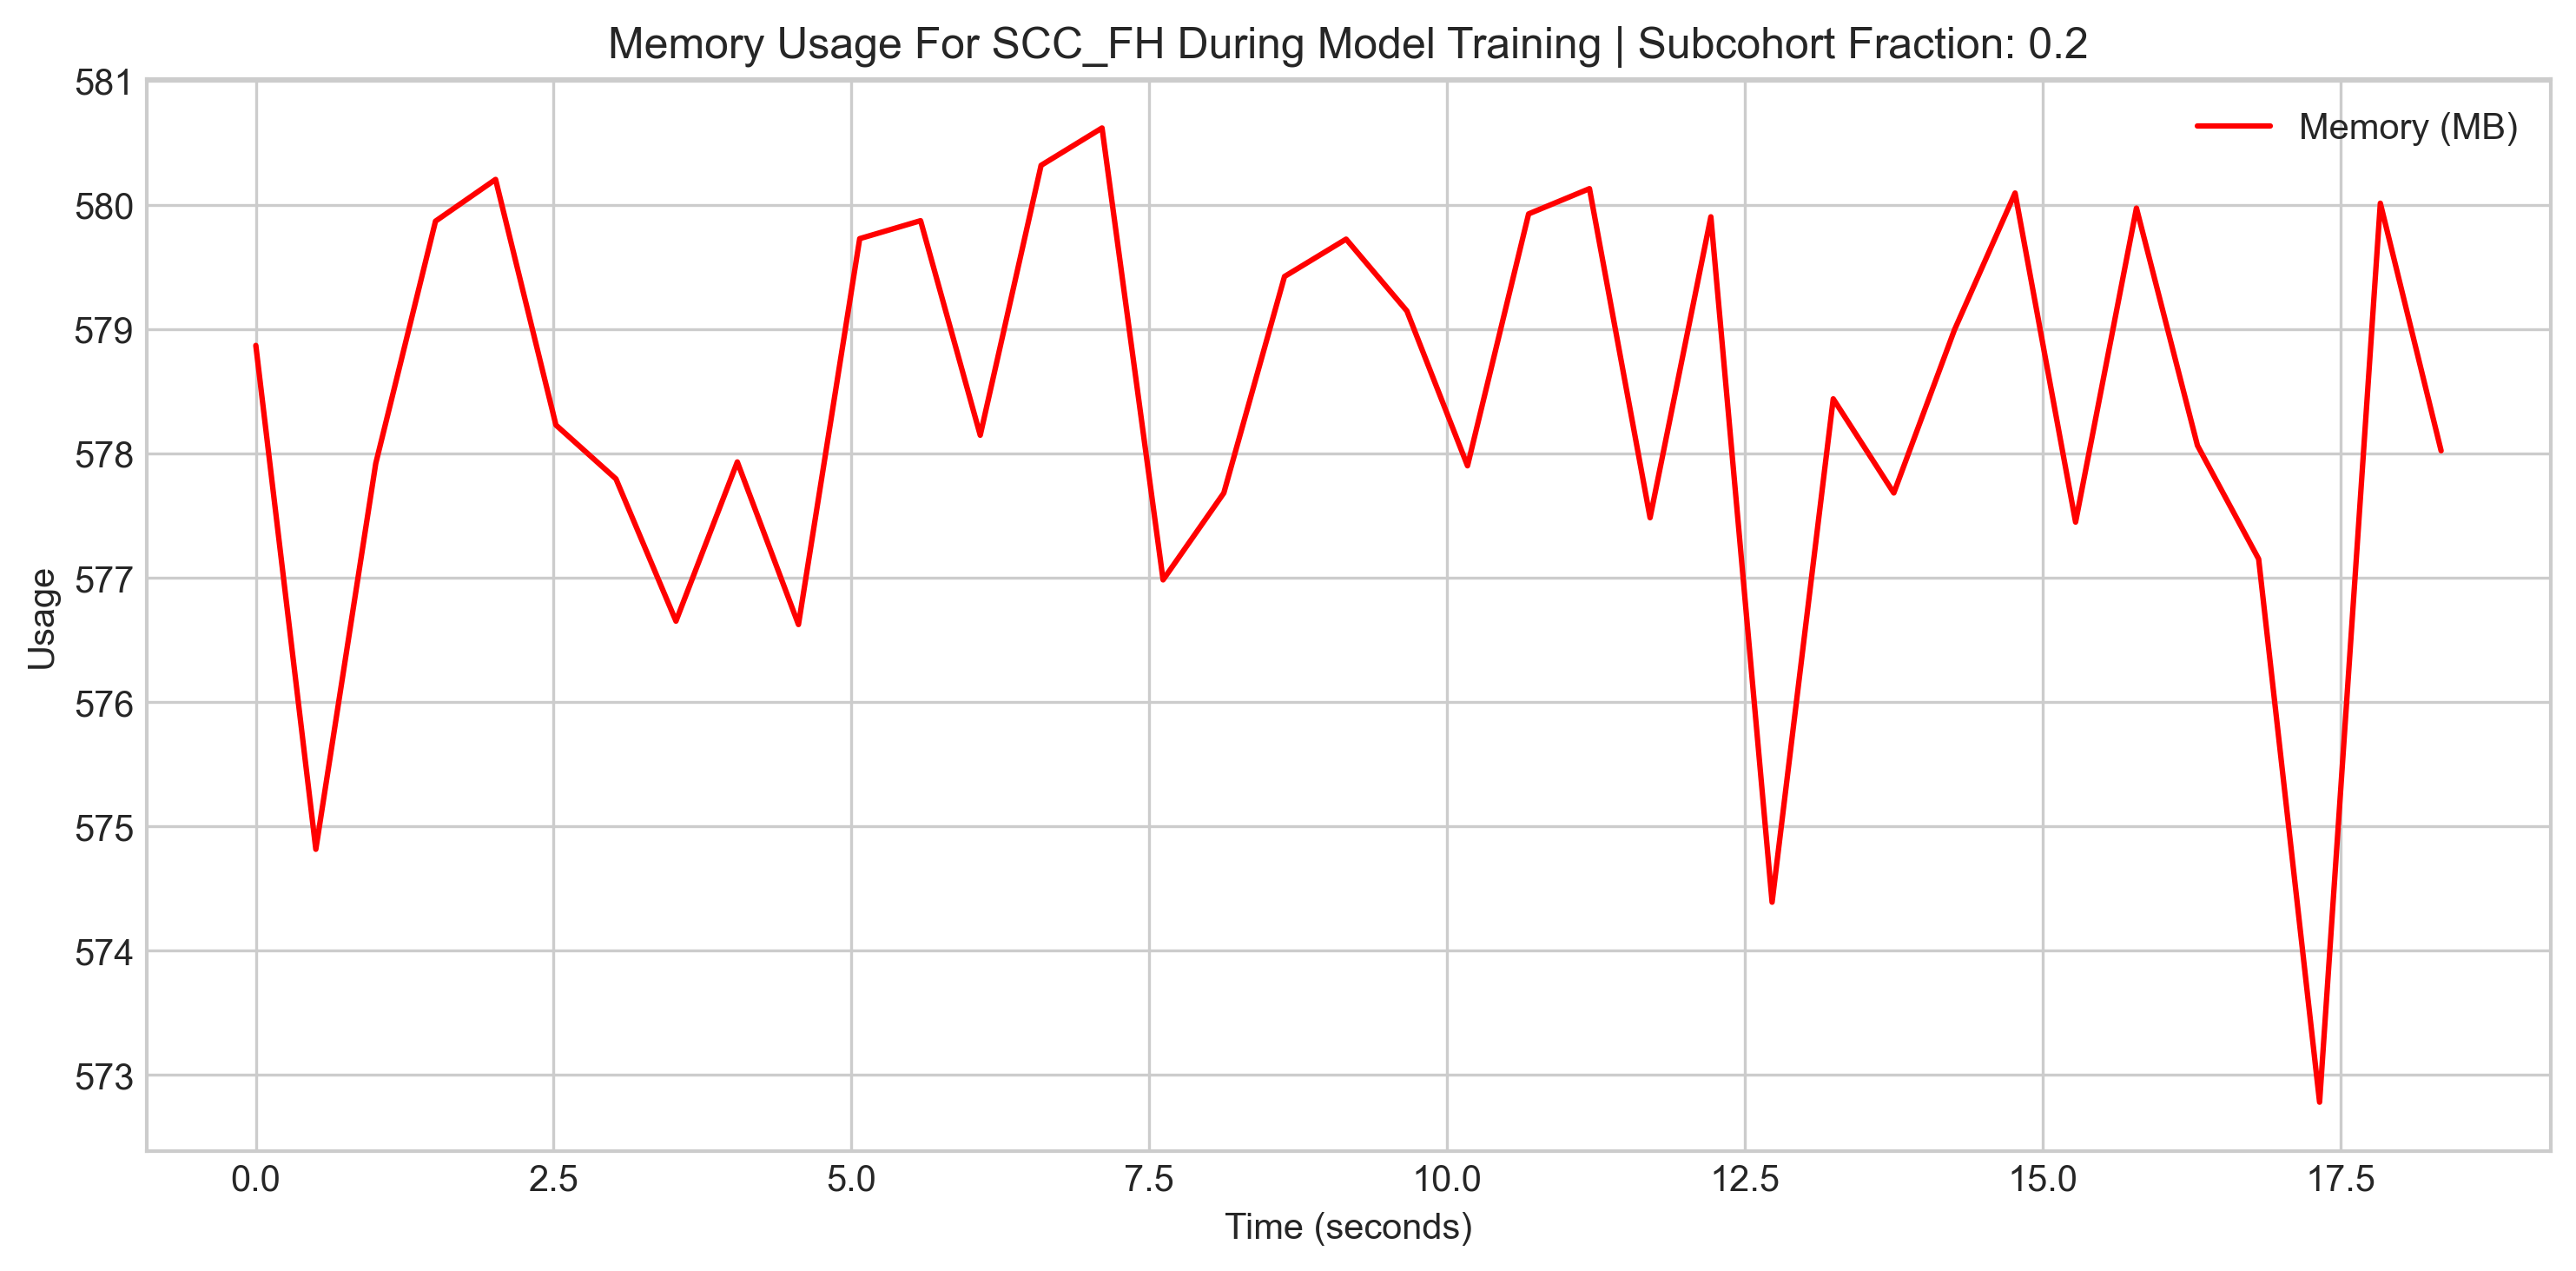 Memory Usage For SCC_FH During Model Training | Subcohort Fraction: 0.2
Memory (MB)
Usage
581
580
579
578
577
576
575
574
573
0.0 2.5 5.0 7.5 10.0 12.5 15.0 17.5
Time (seconds)